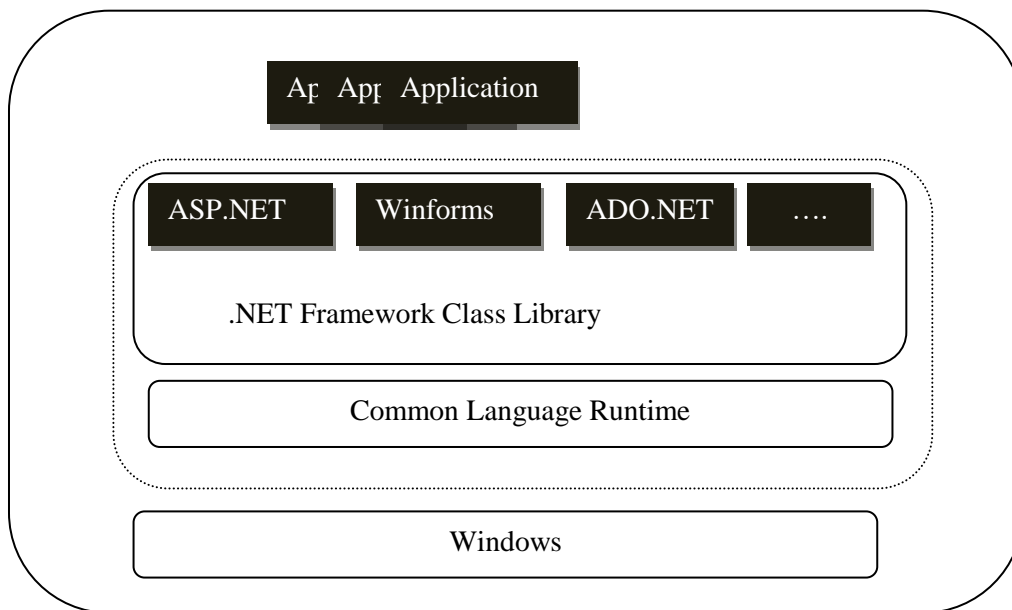 Ap App Application
ASP.NET Winforms ADO.NET ….
.NET Framework Class Library
Common Language Runtime
Windows